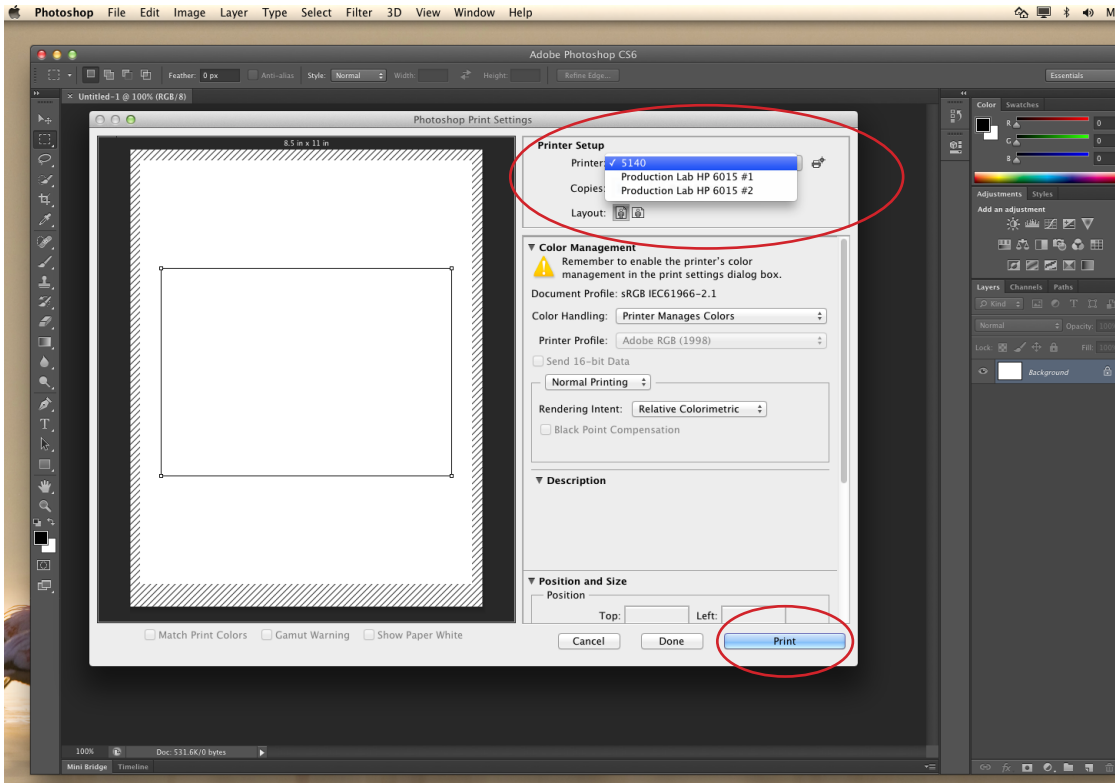 Photoshop File Edit Image Layer Type Select Filter 3D View Window Help
Adobe Photoshop CS6
Feather: 0 px Anti-alias Style: Normal Width: Height: Refine Edge... Essentials
× Untitled-1 @ 100% (RGB/8)
Photoshop Print Settings
8.5 in x 11 in
Printer Setup
Printer: ✓ 5140
Production Lab HP 6015 #1
Production Lab HP 6015 #2
Copies:
Layout:
Color Management
Remember to enable the printer's color
management in the print settings dialog box.
Document Profile: sRGB IEC61966-2.1
Color Handling: Printer Manages Colors
Printer Profile: Adobe RGB (1998)
Send 16-bit Data
Normal Printing
Rendering Intent: Relative Colorimetric
Black Point Compensation
Description
Position and Size
Position
Top: Left:
Match Print Colors Gamut Warning Show Paper White
Cancel Done Print
Color Swatches
R 0
G 0
B 0
Adjustments Styles
Add an adjustment
Layers Channels Paths
Kind
Normal Opacity:
Lock: Fill:
Background
100% Doc: 531.6K/0 bytes
Mini Bridge Timeline